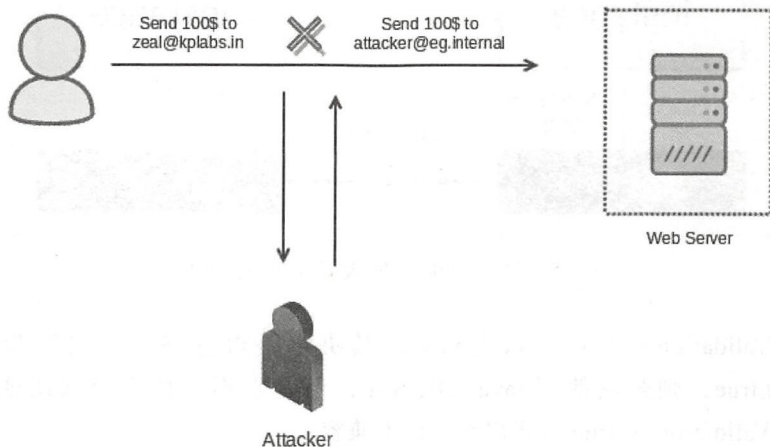 Send 100$ to
zeal@kplabs.in
Send 100$ to
attacker@eg.internal
Web Server
Attacker